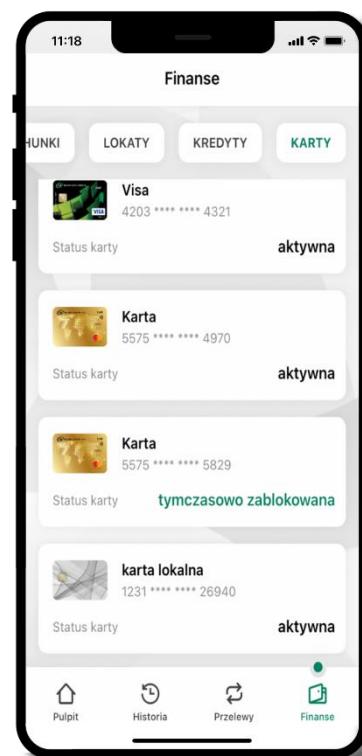 11:18
Finanse
HUNKI
LOKATY
KREDYTY
KARTY
Visa
4203 **** **** 4321
VISA
Status karty
aktywna
Karta
5575 **** **** 4970
Status karty
aktywna
Karta
5575 **** **** 5829
Status karty
tymczasowo zablokowana
karta lokalna
1231 **** **** 26940
Status karty
aktywna
Pulpit
Historia
Przelewy
Finanse